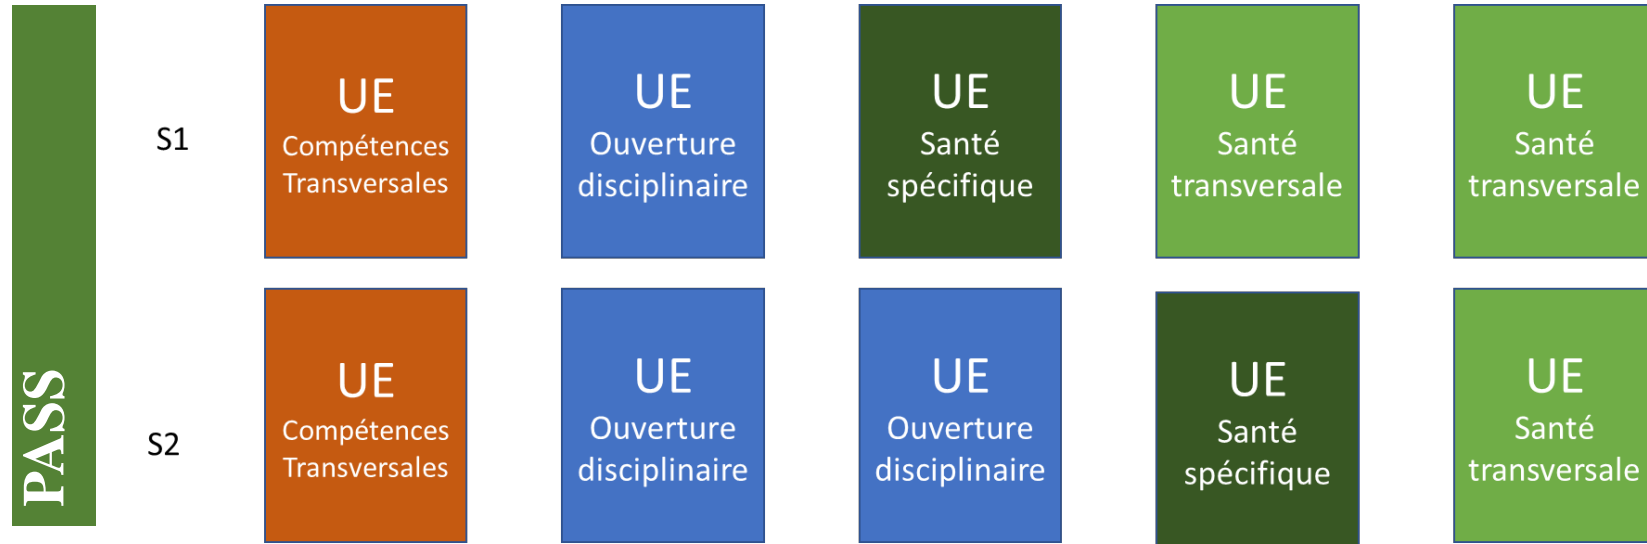 PASS
S1
UE
Compétences
Transversales
UE
Ouverture
disciplinaire
UE
Santé
spécifique
UE
Santé
transversale
UE
Santé
transversale
S2
UE
Compétences
Transversales
UE
Ouverture
disciplinaire
UE
Ouverture
disciplinaire
UE
Santé
spécifique
UE
Santé
transversale